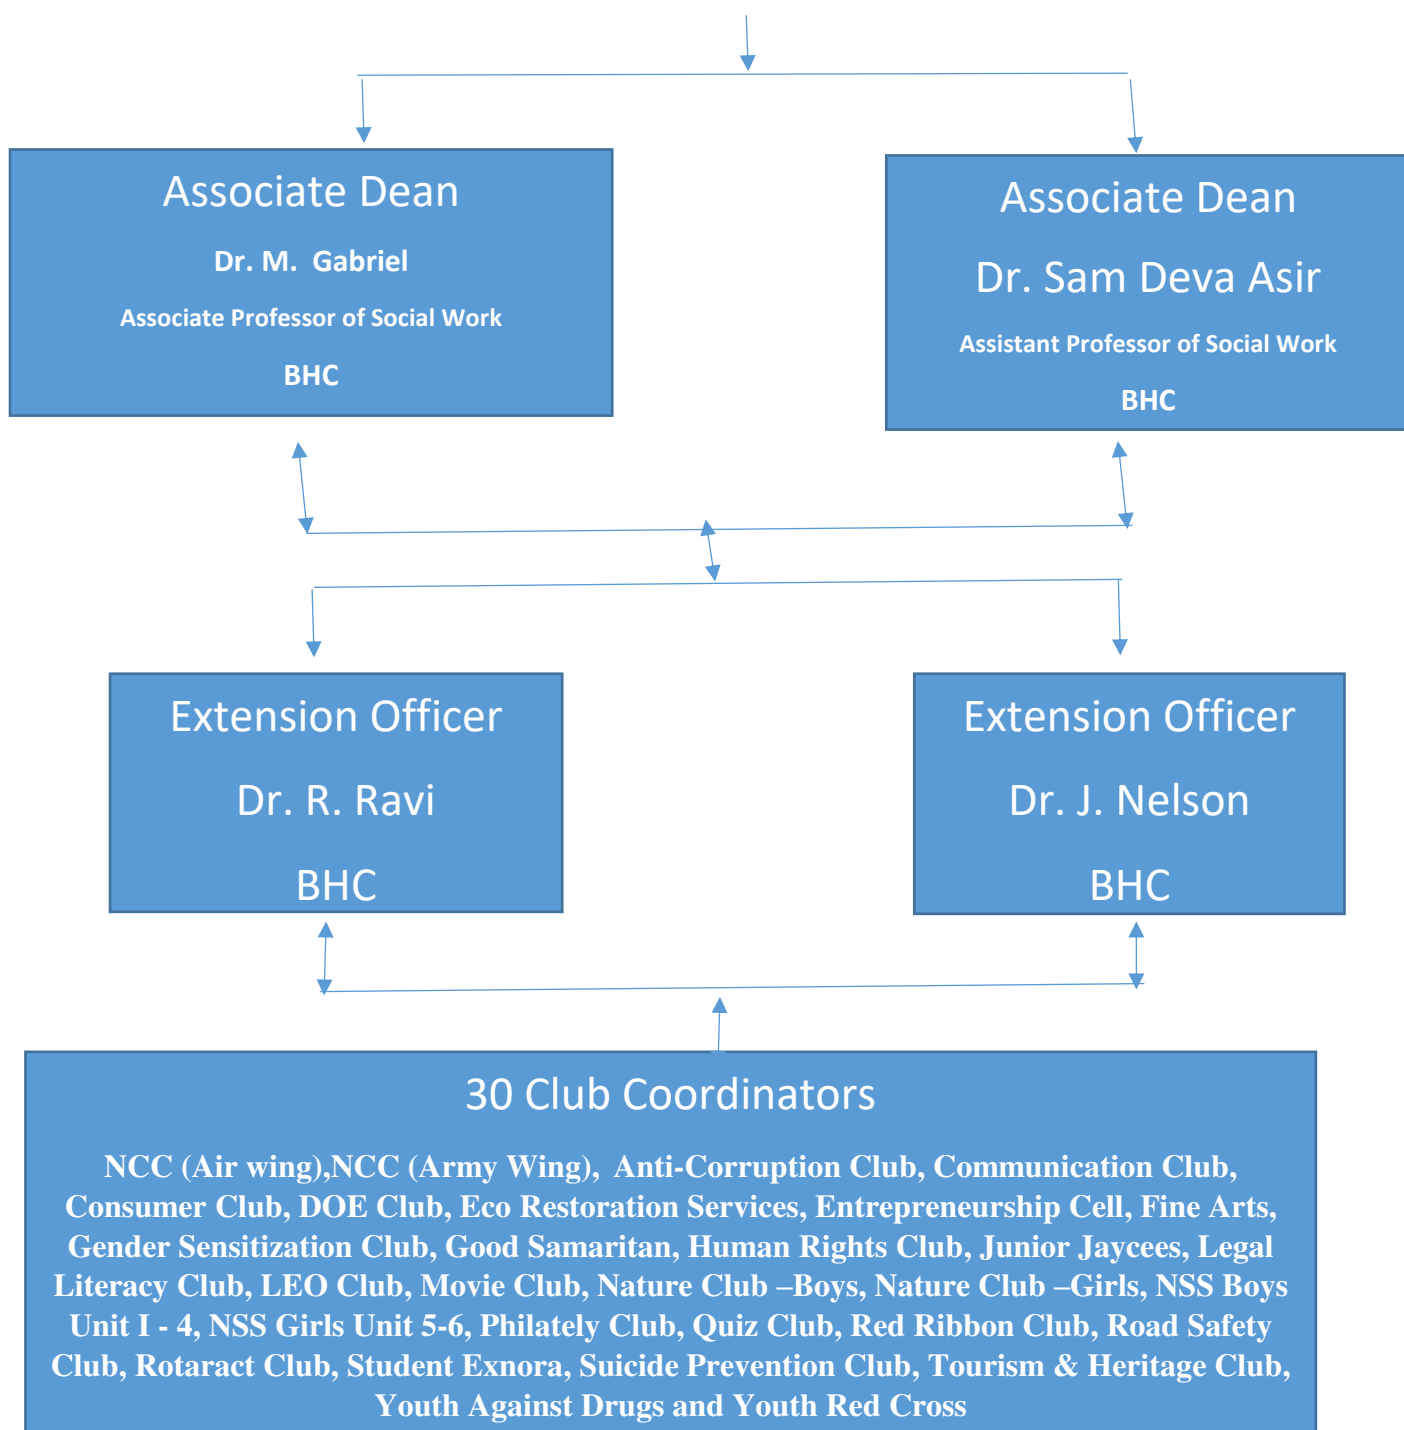 Associate Dean
Dr. M.  Gabriel
Associate Professor of Social Work
BHC
Associate Dean
Dr. Sam Deva Asir
Assistant Professor of Social Work
BHC
Extension Officer
Dr. R. Ravi
BHC
Extension Officer
Dr. J. Nelson
BHC
30 Club Coordinators
NCC (Air wing),NCC (Army Wing),  Anti-Corruption Club, Communication Club,
Consumer Club, DOE Club, Eco Restoration Services, Entrepreneurship Cell, Fine Arts,
Gender Sensitization Club, Good Samaritan, Human Rights Club, Junior Jaycees, Legal
Literacy Club, LEO Club, Movie Club, Nature Club –Boys, Nature Club –Girls, NSS Boys
Unit I - 4, NSS Girls Unit 5-6, Philately Club, Quiz Club, Red Ribbon Club, Road Safety
Club, Rotaract Club, Student Exnora, Suicide Prevention Club, Tourism & Heritage Club,
Youth Against Drugs and Youth Red Cross